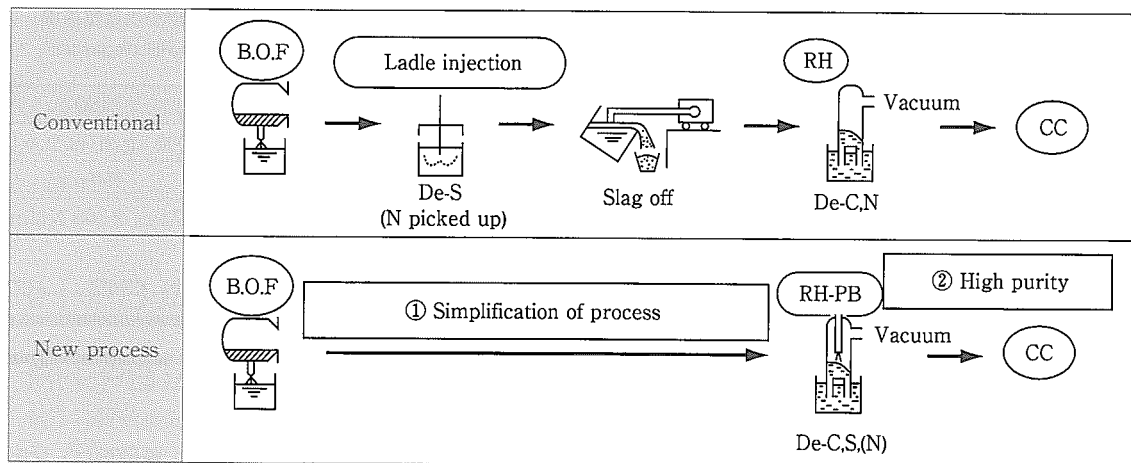 Conventional
B.O.F
Ladle injection
De-S
(N picked up)
Slag off
RH
Vacuum
De-C,N
CC
New process
B.O.F
① Simplification of process
RH-PB
Vacuum
De-C,S,(N)
② High purity
CC